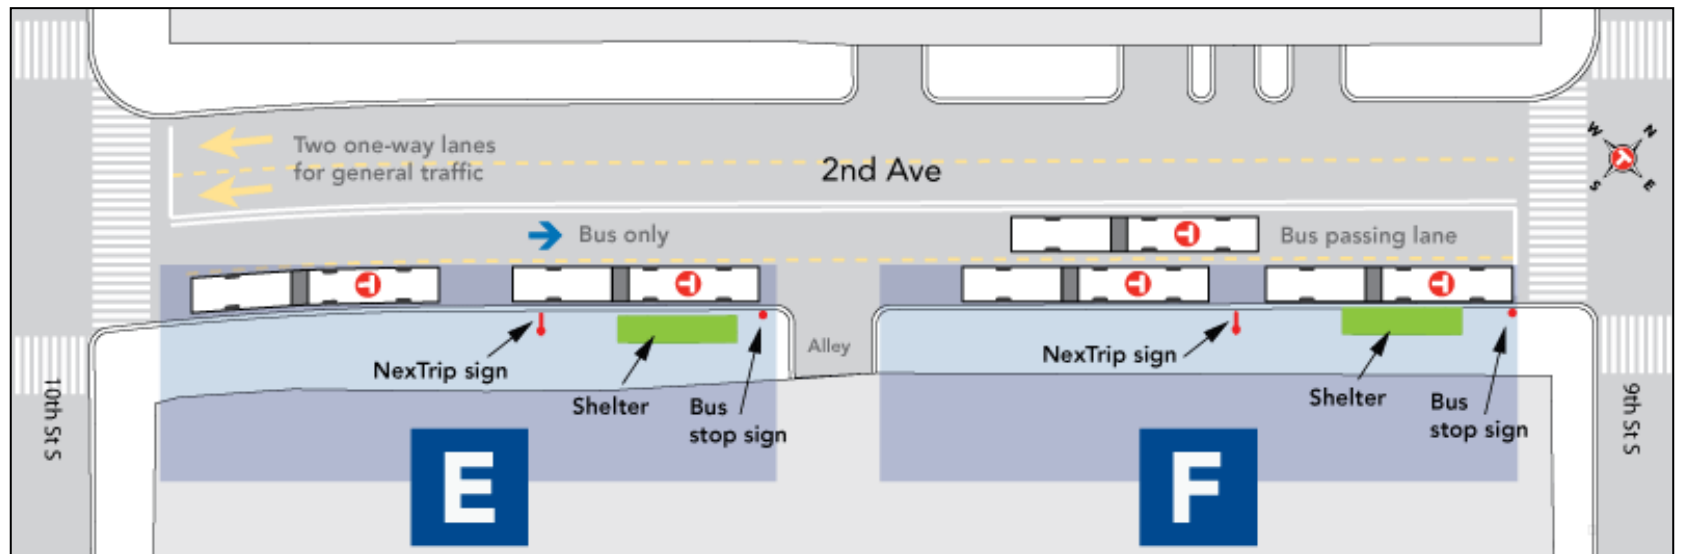 Two one-way lanes
for general traffic
2nd Ave
W
N
S
E
Bus only
Bus passing lane
NexTrip sign
Shelter
Bus
stop sign
Alley
NexTrip sign
Shelter
Bus
stop sign
10th St S
9th St S
E
F